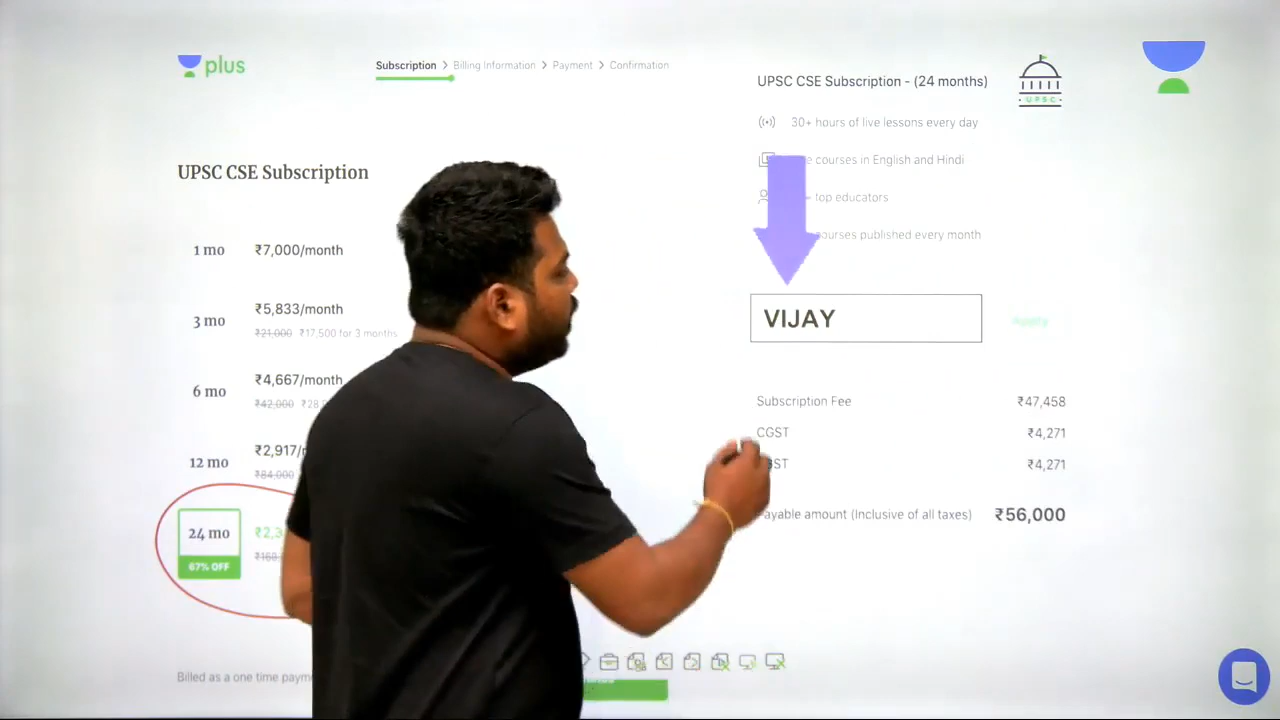 plus
Subscription > Billing Information > Payment > Confirmation
UPSC CSE Subscription - (24 months)
UPSC
30+ hours of live lessons every day
courses in English and Hindi
top educators
courses published every month
UPSC CSE Subscription
1 mo ₹7,000/month
3 mo ₹5,833/month
₹21,000 ₹17,500 for 3 months
6 mo ₹4,667/month
₹42,000
12 mo ₹2,917/
₹84,000
24 mo
67% OFF
VIJAY
Apply
Subscription Fee ₹47,458
CGST ₹4,271
₹4,271
Payable amount (Inclusive of all taxes) ₹56,000
Billed as a one time